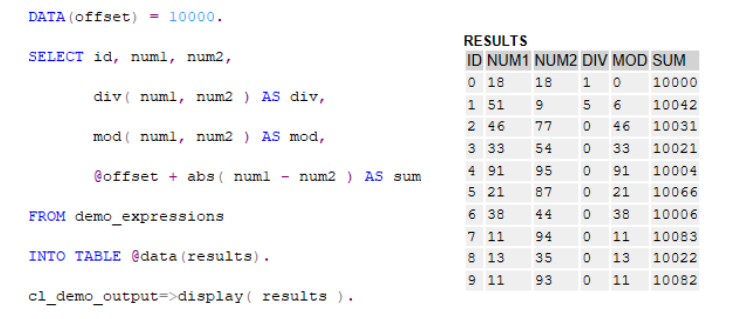 DATA(offset) = 10000.
SELECT id, num1, num2,
div( num1, num2 ) AS div,
mod( num1, num2 ) AS mod,
@offset + abs( num1 - num2 ) AS sum
FROM demo_expressions
INTO TABLE @data(results).
cl_demo_output=>display( results ).
RESULTS
ID NUM1 NUM2 DIV MOD SUM
0 18 18 1 0 10000
1 51 9 5 6 10042
2 46 77 0 46 10031
3 33 54 0 33 10021
4 91 95 0 91 10004
5 21 87 0 21 10066
6 38 44 0 38 10006
7 11 94 0 11 10083
8 13 35 0 13 10022
9 11 93 0 11 10082